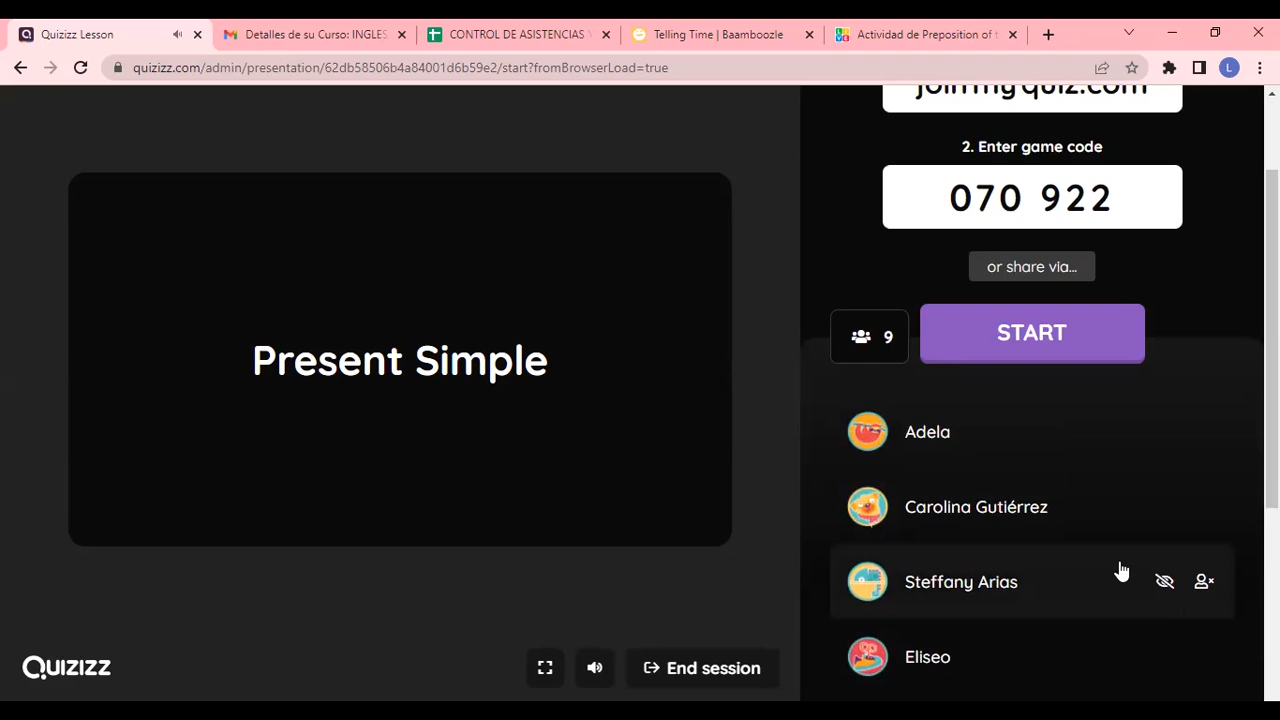 Quizizz Lesson
Detalles de su Curso: INGLES
CONTROL DE ASISTENCIAS
Telling Time | Baamboozle
Actividad de Preposition of
quizizz.com/admin/presentation/62db58506b4a84001d6b59e2/start?fromBrowserLoad=true
L
joinmyquiz.com
2. Enter game code
070 922
or share via...
9
START
Present Simple
Adela
Carolina Gutiérrez
Steffany Arias
Eliseo
QUIZIZZ
End session